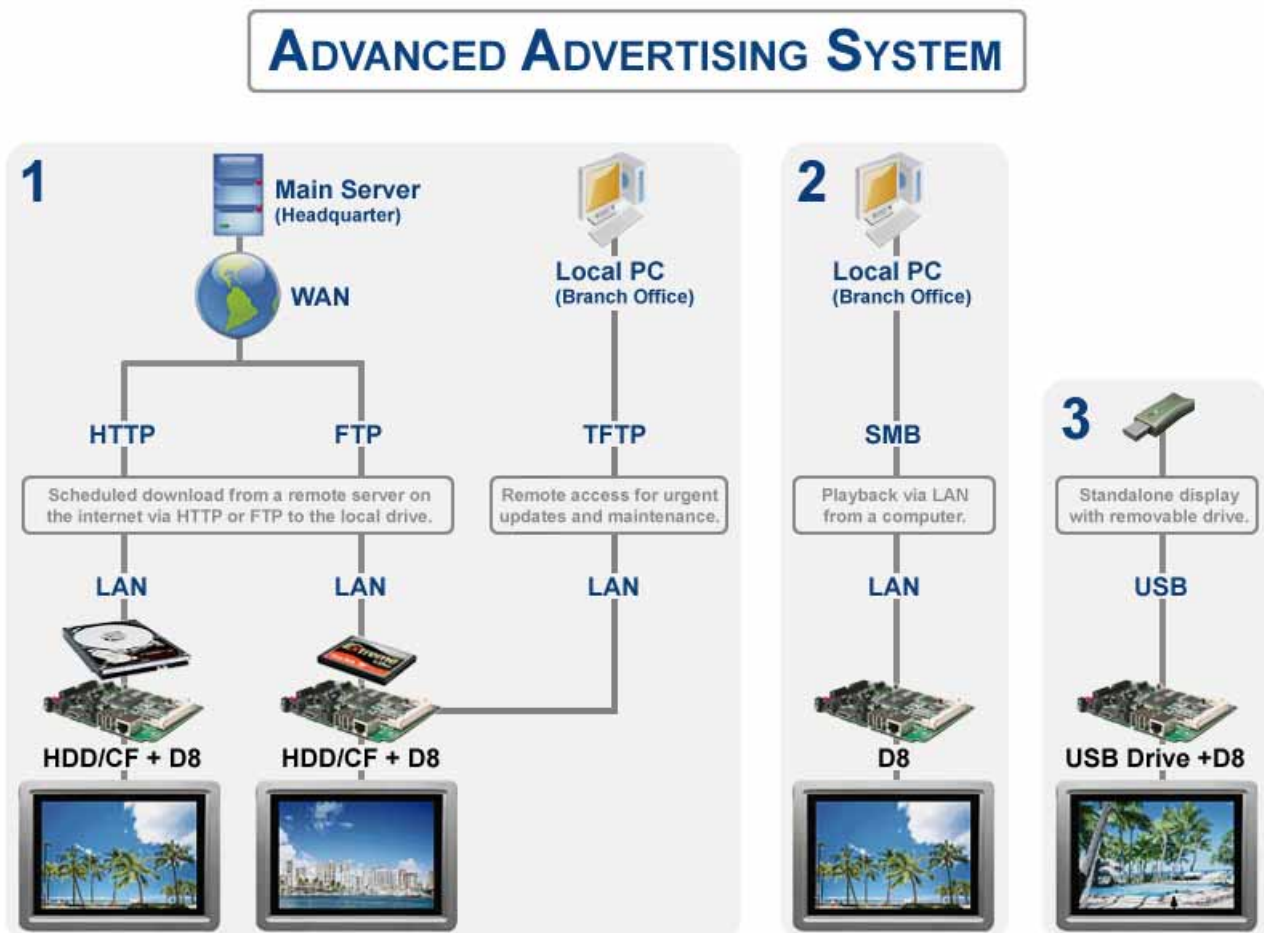 ADVANCED ADVERTISING SYSTEM
1
Main Server
(Headquarter)
WAN
Local PC
(Branch Office)
HTTP
FTP
TFTP
Scheduled download from a remote server on
the internet via HTTP or FTP to the local drive.
Remote access for urgent
updates and maintenance.
LAN
LAN
LAN
Extreme
HDD/CF + D8
HDD/CF + D8
2
Local PC
(Branch Office)
SMB
Playback via LAN
from a computer.
LAN
D8
3
Standalone display
with removable drive.
USB
USB Drive +D8